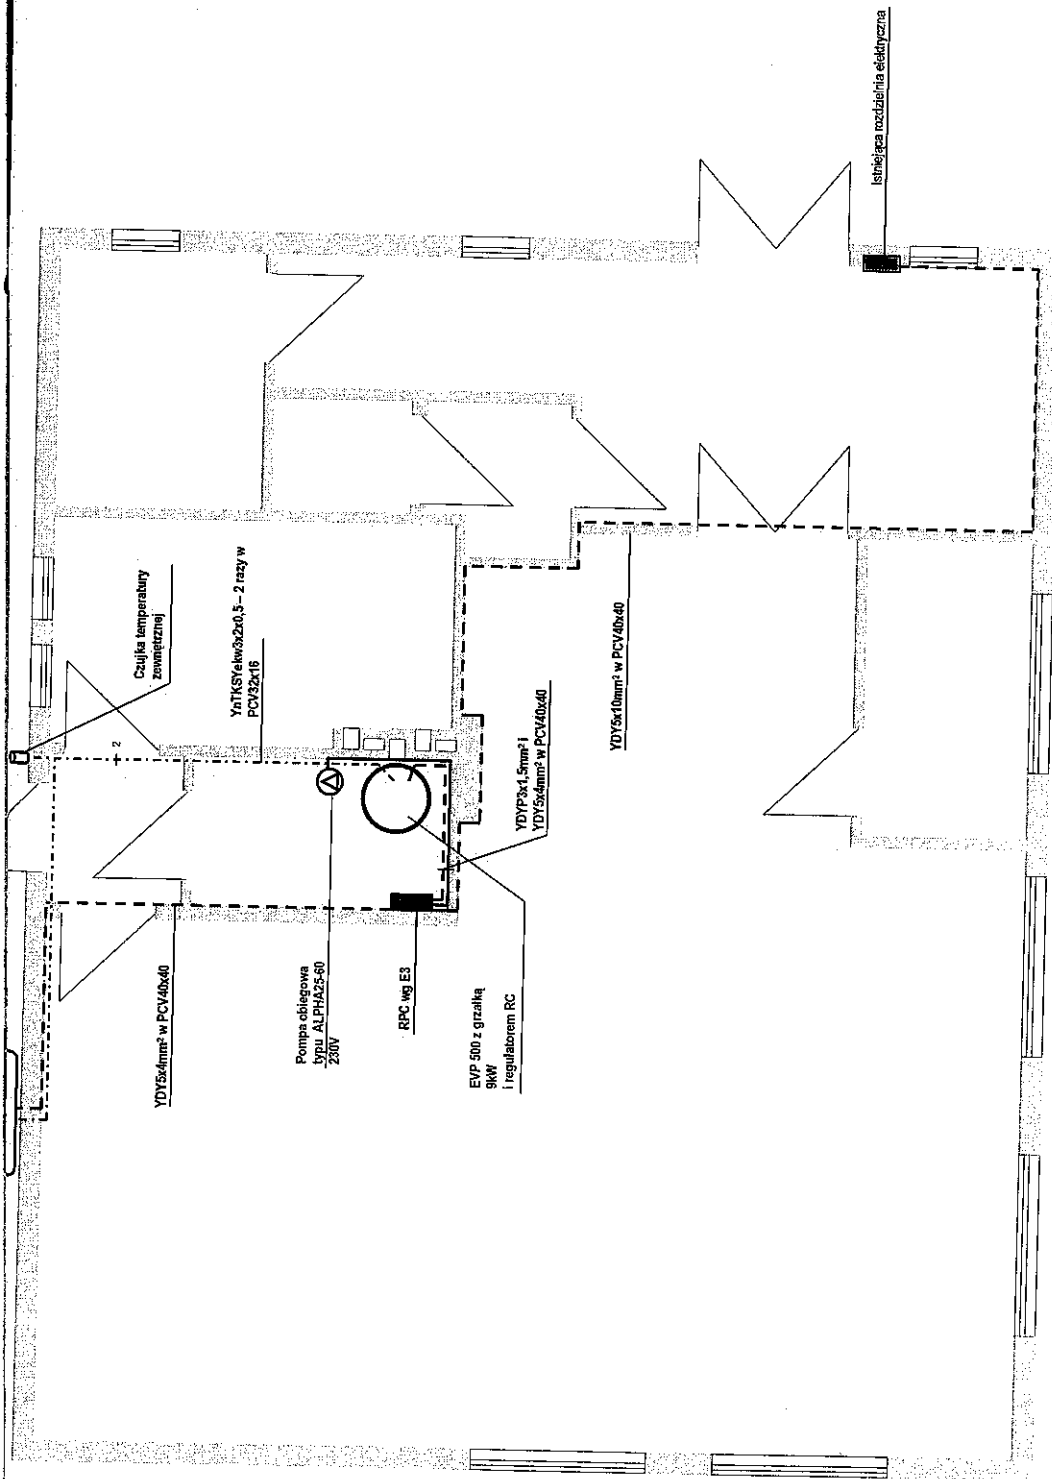 Istniejąca rozdzielnia elektryczna
Czujka temperatury
zewnętrznej
YnTKSYekw3x2x0,5 – 2 razy w
PCV32x16
2
YDYP3x1,5mm² i
YDY5x4mm² w PCV40x40
YDY5x10mm² w PCV40x40
YDY5x4mm² w PCV40x40
Pompa obiegowa
typu ALPHA25-60
230V
RPC wg E3
EVP 500 z grzałką
9kW
i regulatorem RC